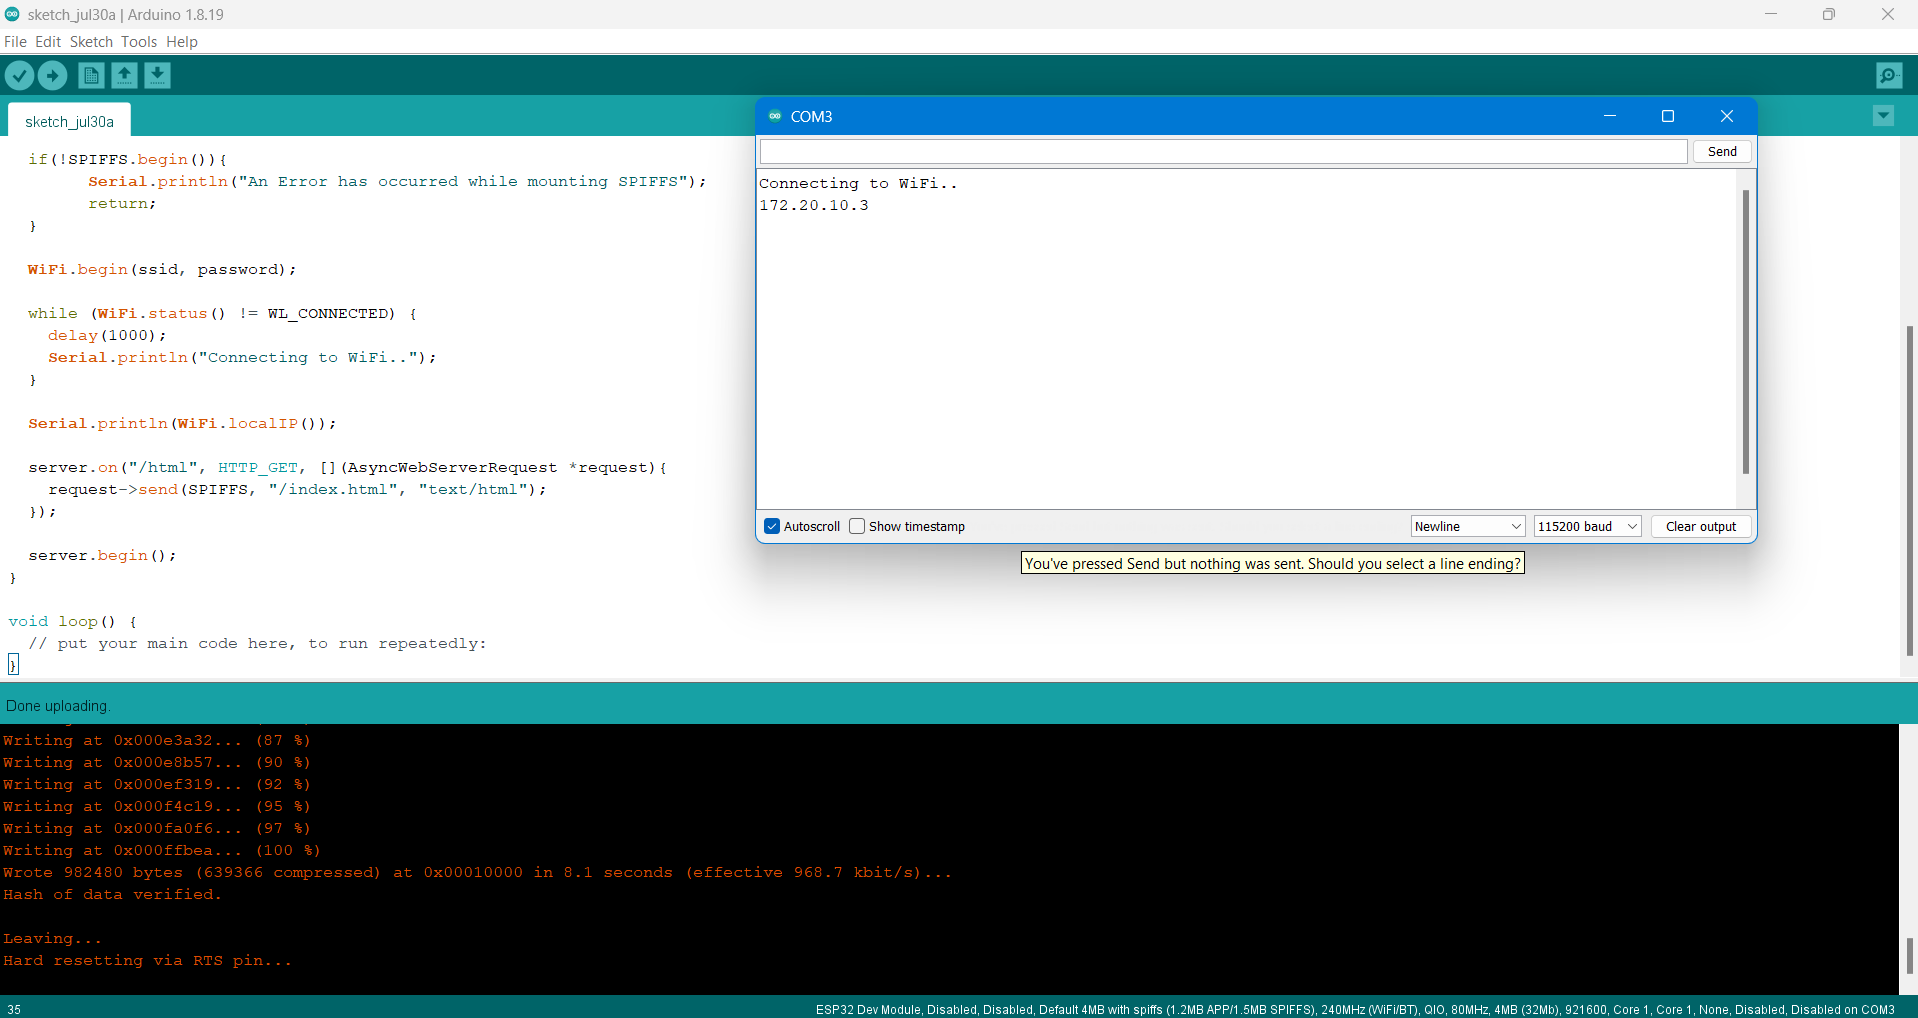 sketch_jul30a | Arduino 1.8.19
File Edit Sketch Tools Help
sketch_jul30a
if(!SPIFFS.begin()){
Serial.println("An Error has occurred while mounting SPIFFS");
return;
}
WiFi.begin(ssid, password);
while (WiFi.status() != WL_CONNECTED) {
delay(1000);
Serial.println("Connecting to WiFi..");
}
Serial.println(WiFi.localIP());
server.on("/html", HTTP_GET, [](AsyncWebServerRequest *request){
request->send(SPIFFS, "/index.html", "text/html");
});
server.begin();
}
void loop() {
// put your main code here, to run repeatedly:
}
COM3
Send
Connecting to WiFi..
172.20.10.3
Autoscroll Show timestamp Newline 115200 baud Clear output
You've pressed Send but nothing was sent. Should you select a line ending?
Done uploading.
Writing at 0x000e3a32... (87 %)
Writing at 0x000e8b57... (90 %)
Writing at 0x000ef319... (92 %)
Writing at 0x000f4c19... (95 %)
Writing at 0x000fa0f6... (97 %)
Writing at 0x000ffbea... (100 %)
Wrote 982480 bytes (639366 compressed) at 0x00010000 in 8.1 seconds (effective 968.7 kbit/s)...
Hash of data verified.
Leaving...
Hard resetting via RTS pin...
35 ESP32 Dev Module, Disabled, Disabled, Default 4MB with spiffs (1.2MB APP/1.5MB SPIFFS), 240MHz (WiFi/BT), QIO, 80MHz, 4MB (32Mb), 921600, Core 1, Core 1, None, Disabled, Disabled on COM3